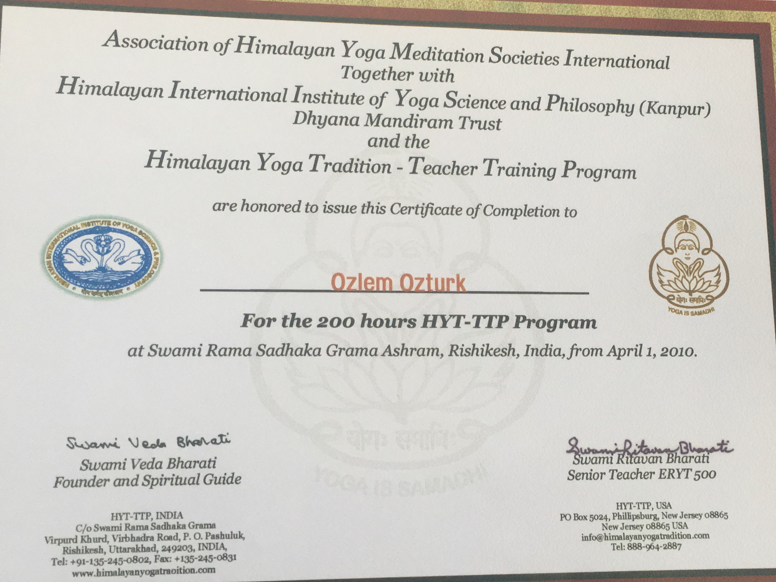 Association of Himalayan Yoga Meditation Societies International
Together with
Himalayan International Institute of Yoga Science and Philosophy (Kanpur)
Dhyana Mandiram Trust
and the
Himalayan Yoga Tradition - Teacher Training Program
are honored to issue this Certificate of Completion to
Ozlem Ozturk
For the 200 hours HYT-TTP Program
at Swami Rama Sadhaka Grama Ashram, Rishikesh, India, from April 1, 2010.
योगः समाधिः
YOGA IS SAMADHI
योगः समाधिः
YOGA IS SAMADHI
Swami Veda Bharati
Swami Veda Bharati
Founder and Spiritual Guide
HYT-TTP, INDIA
C/o Swami Rama Sadhaka Grama
Virpurd Khurd, Virbhadra Road, P. O. Pashuluk,
Rishikesh, Uttarakhad, 249203, INDIA,
Tel: +91-135-245-0802, Fax: +135-245-0831
www.himalayanyogatraoition.com
Swami Ritavan Bharati
Swami Ritavan Bharati
Senior Teacher ERYT 500
HYT-TTP, USA
PO Box 5024, Phillipsburg, New Jersey 08865
New Jersey 08865 USA
info@himalayanyogatradition.com
Tel: 888-964-2887